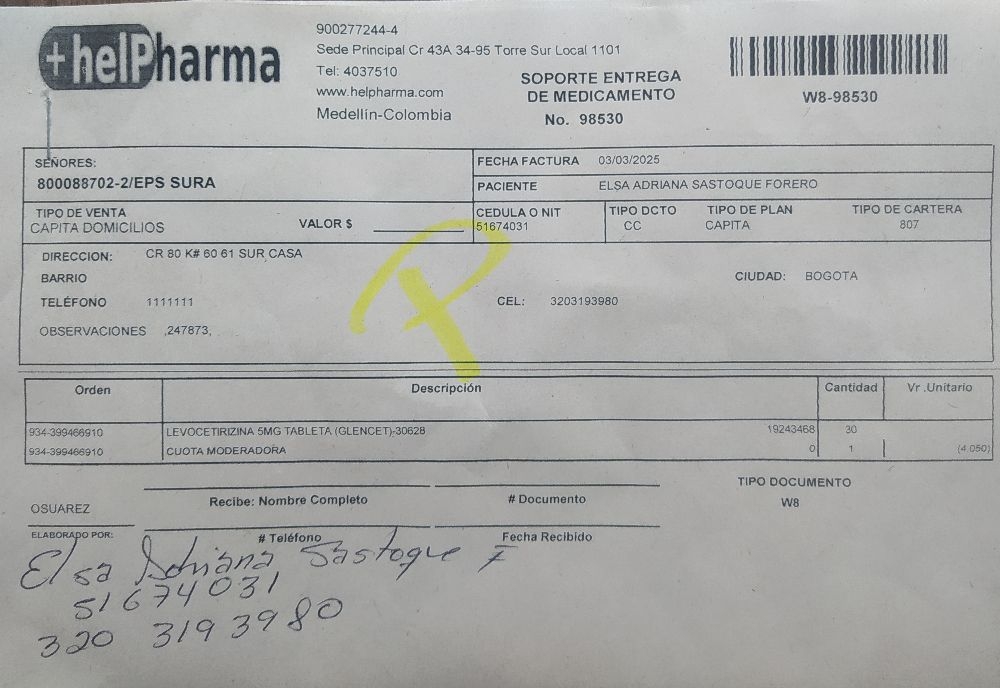 +helPharma
900277244-4
Sede Principal Cr 43A 34-95 Torre Sur Local 1101
Tel: 4037510
www.helpharma.com
Medellín-Colombia
SOPORTE ENTREGA
DE MEDICAMENTO
No. 98530
W8-98530
SEÑORES:
800088702-2/EPS SURA
FECHA FACTURA 03/03/2025
PACIENTE ELSA ADRIANA SASTOQUE FORERO
TIPO DE VENTA
CAPITA DOMICILIOS
VALOR $
CEDULA O NIT
51674031
TIPO DCTO
CC
TIPO DE PLAN
CAPITA
TIPO DE CARTERA
807
DIRECCION: CR 80 K# 60 61 SUR CASA
BARRIO
CIUDAD: BOGOTA
TELÉFONO 1111111
CEL: 3203193980
OBSERVACIONES ,247873,
P
Orden Descripción Cantidad Vr .Unitario
934-399466910 LEVOCETIRIZINA 5MG TABLETA (GLENCET)-30628 19243468 30
934-399466910 CUOTA MODERADORA 0 1 (4.050)
TIPO DOCUMENTO
W8
OSUAREZ
Recibe: Nombre Completo
# Documento
ELABORADO POR:
# Teléfono
Fecha Recibido
Elsa Adriana Sastoque F
51674031
320 3193980